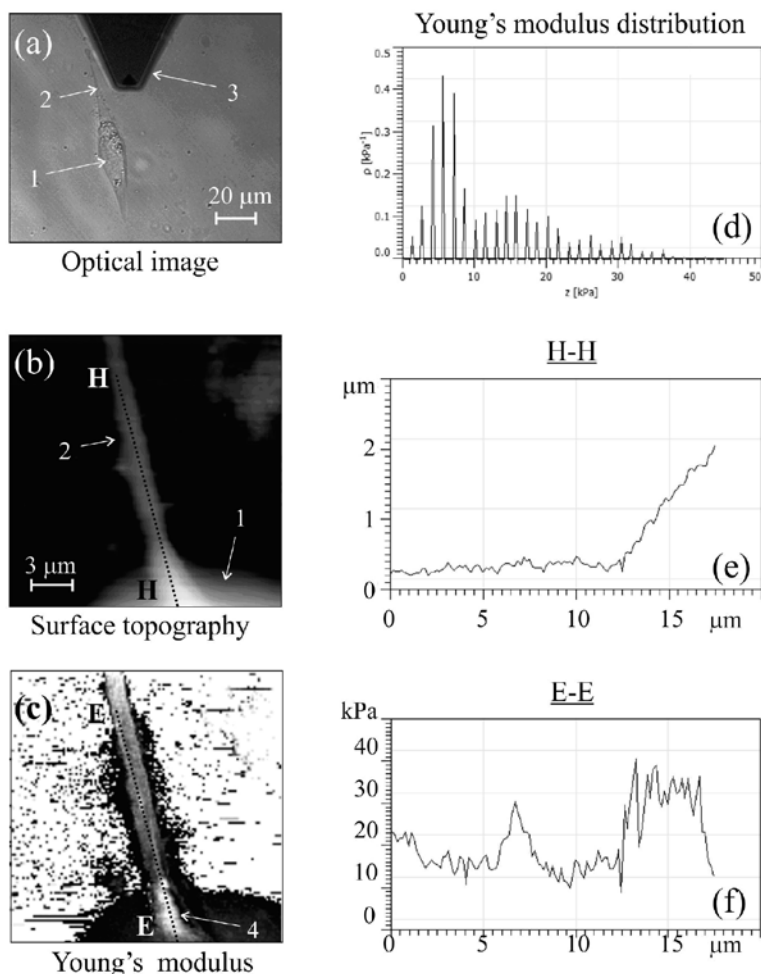 (a)
2
3
1
20 μm
Optical image
Young's modulus distribution
0.5
0.4
0.3
0.2
0.1
0.0
ρ [kPa⁻¹]
0 10 20 30 40 50
z [kPa]
(d)
(b)
H
2
1
3 μm
H
Surface topography
H-H
μm
2
1
0
0 5 10 15 μm
(e)
(c)
E
E
4
Young's modulus
E-E
kPa
40
30
20
10
0
0 5 10 15 μm
(f)